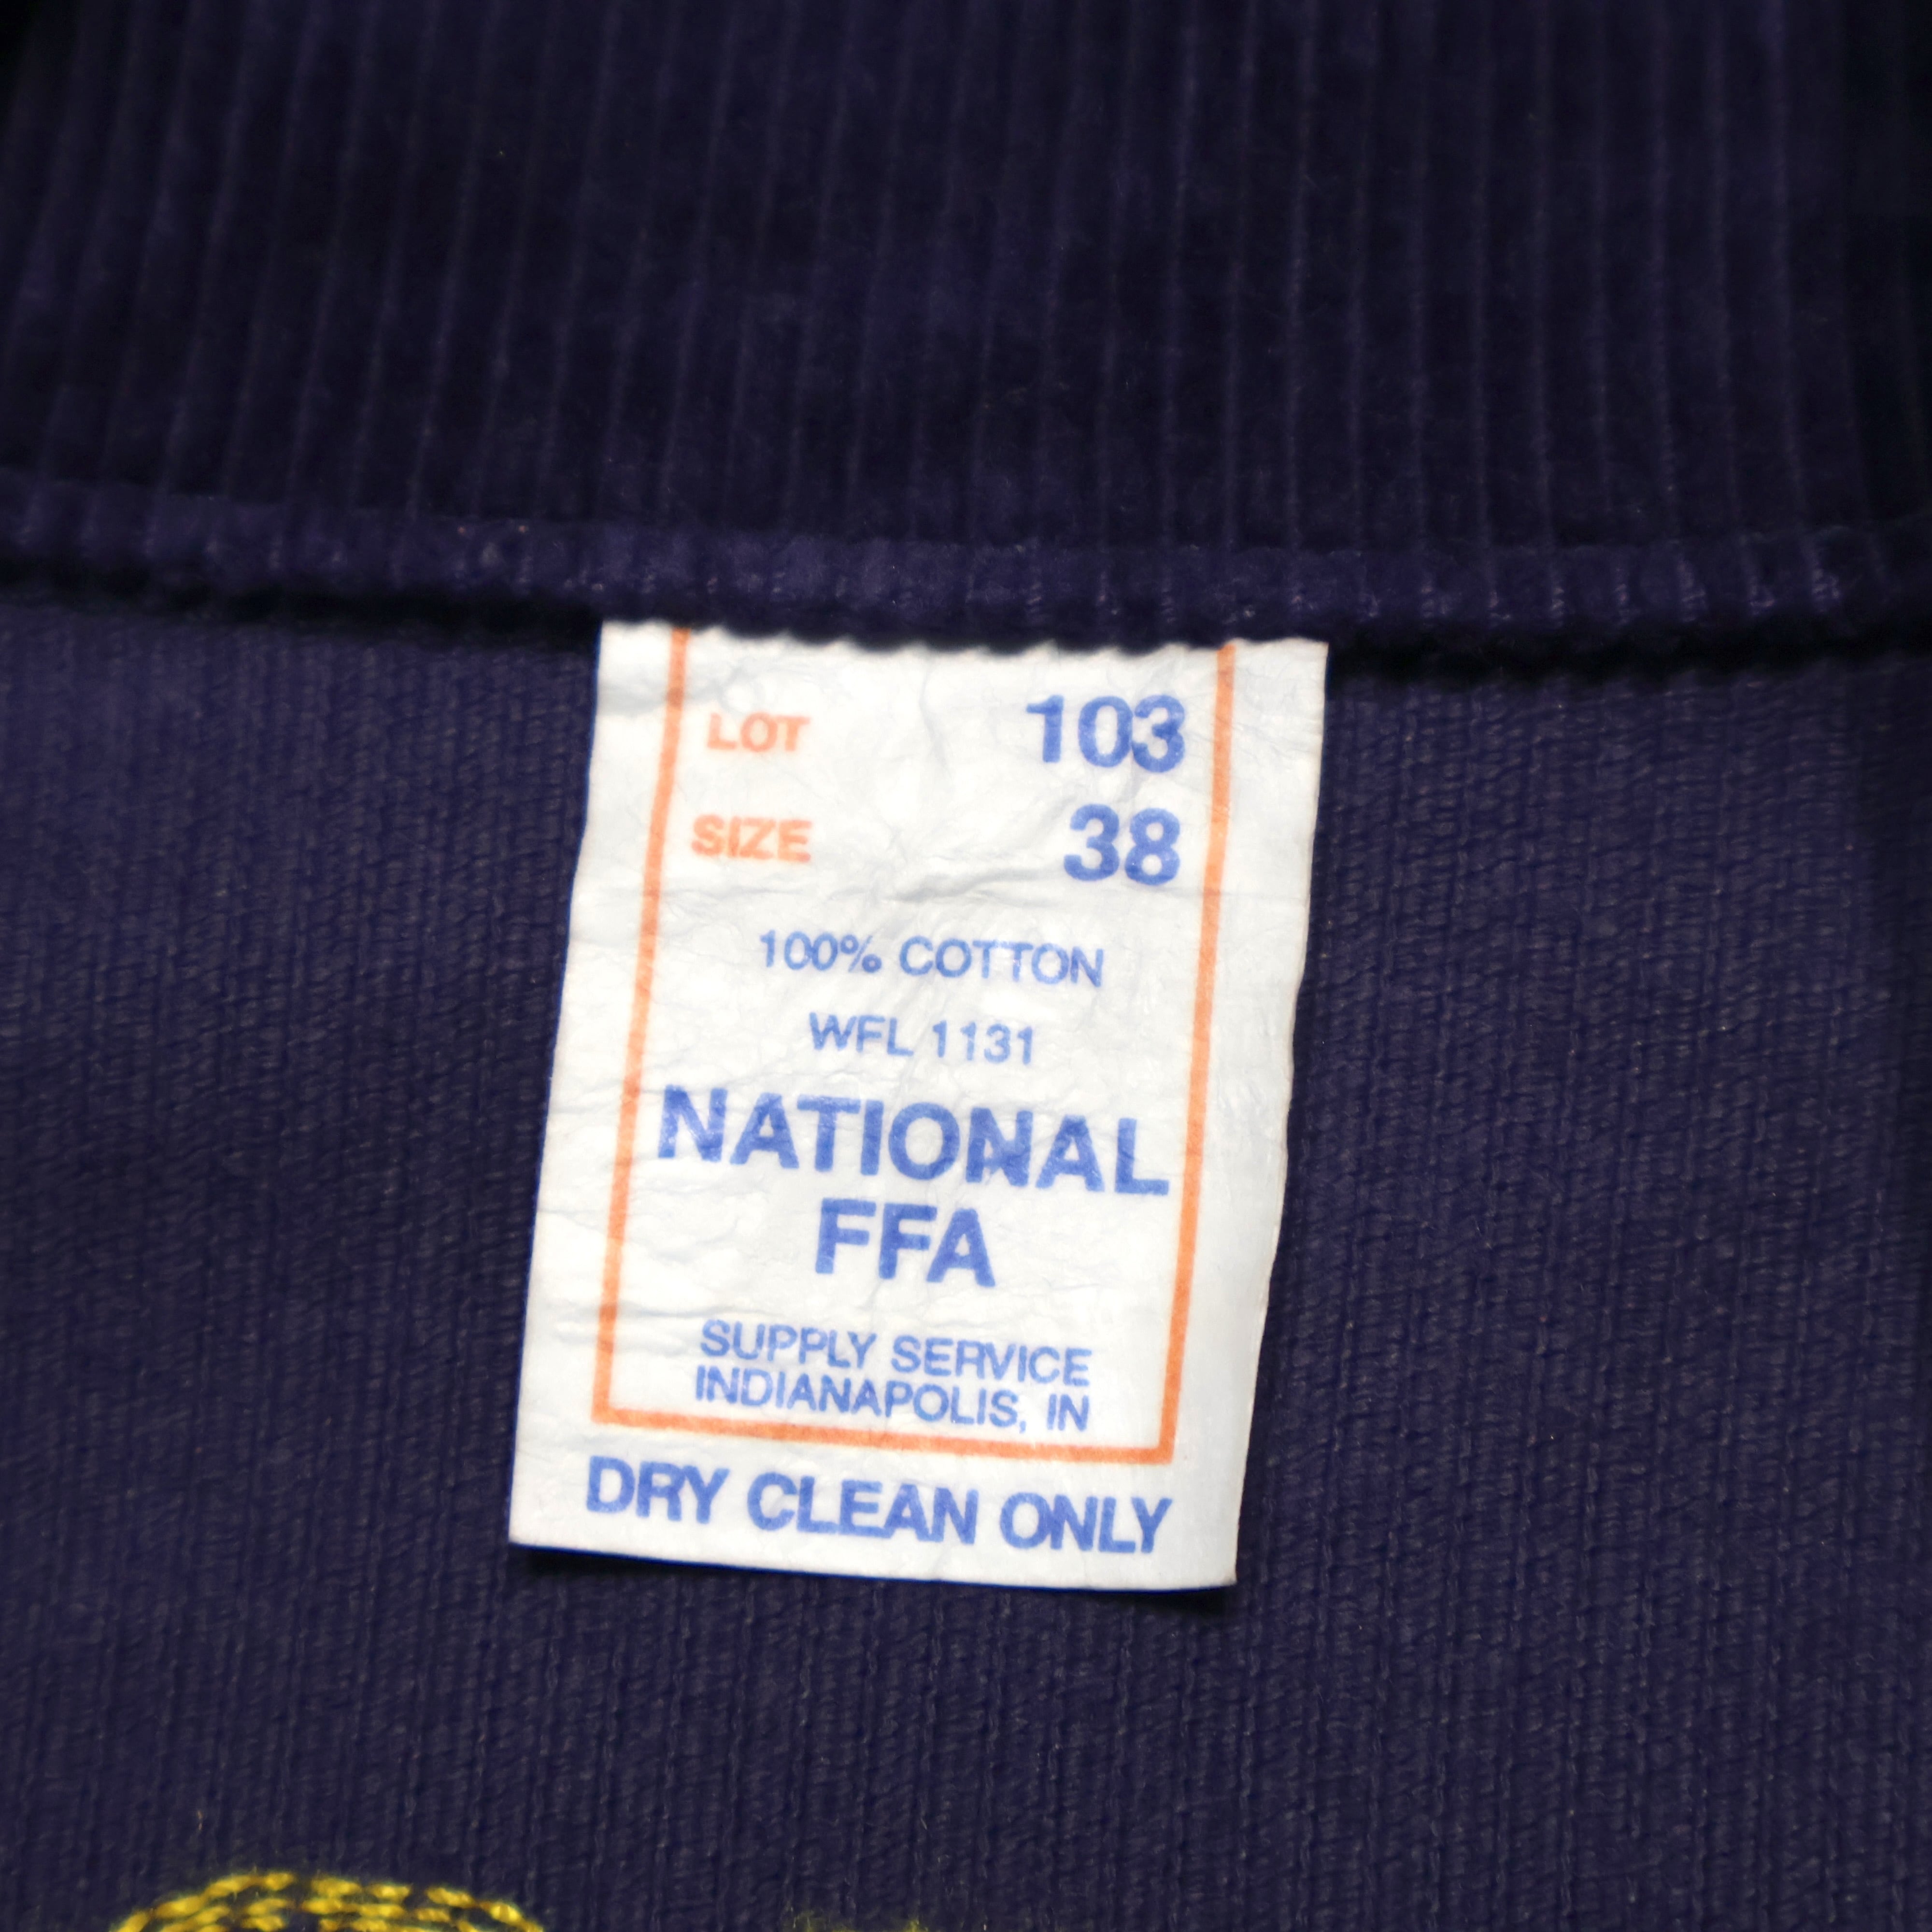 LOT 103
SIZE 38
100% COTTON
WFL 1131
NATIONAL
FFA
SUPPLY SERVICE
INDIANAPOLIS, IN
DRY CLEAN ONLY